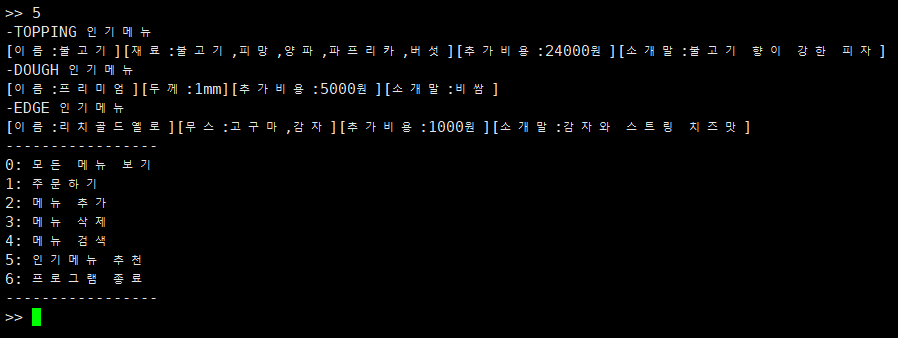 >> 5
-TOPPING 인기메뉴
[이름:불고기][재료:불고기,피망,양파,파프리카,버섯][추가비용:24000원][소개말:불고기 향이 강한 피자]
-DOUGH 인기메뉴
[이름:프리미엄][두께:1mm][추가비용:5000원][소개말:비쌈]
-EDGE 인기메뉴
[이름:리치골드옐로][무스:고구마,감자][추가비용:1000원][소개말:감자와 스트링 치즈맛]
-----------------
0: 모든 메뉴 보기
1: 주문하기
2: 메뉴 추가
3: 메뉴 삭제
4: 메뉴 검색
5: 인기메뉴 추천
6: 프로그램 종료
-----------------
>>